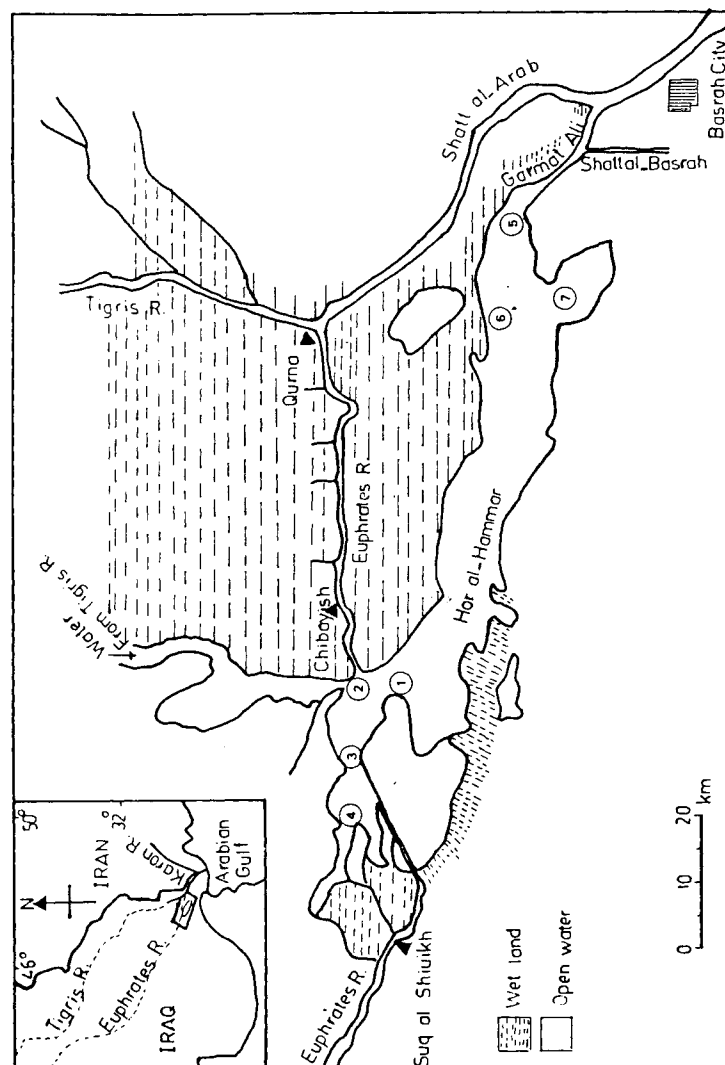 46°
50°
N
32
IRAN
Karon R.
Tigris R.
Euphrates R.
IRAQ
Arabian
Gulf
Water
From Tigris R.
Tigris R.
Qurna
Chibayish
Euphrates R.
Shatt al-Arab
Garmat Ali
Shattal-Basrah
Basrah City
Hor al-Hammar
Euphrates R.
Suq al Shiuikh
1
2
3
4
5
6
7
Wet land
Open water
0 10 20
km